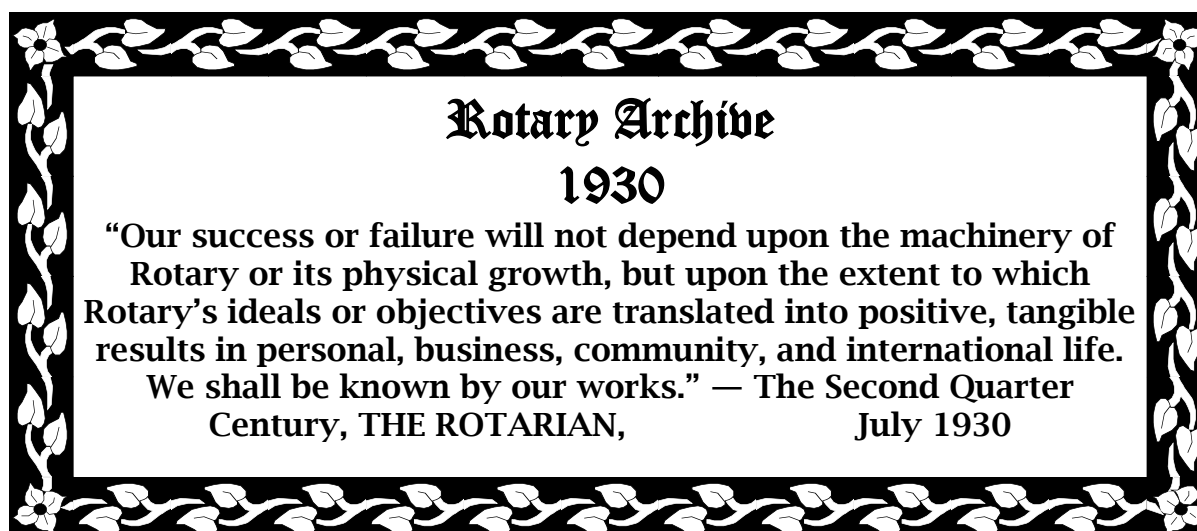 Rotary Archive
1930
“Our success or failure will not depend upon the machinery of
Rotary or its physical growth, but upon the extent to which
Rotary’s ideals or objectives are translated into positive, tangible
results in personal, business, community, and international life.
We shall be known by our works.” — The Second Quarter
Century, THE ROTARIAN, July 1930